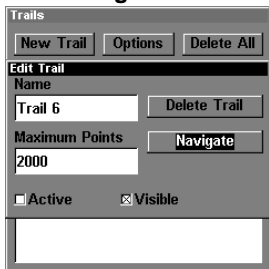 Trails
New Trail Options Delete All
Edit Trail
Name
Trail 6 Delete Trail
Maximum Points Navigate
2000
Active Visible